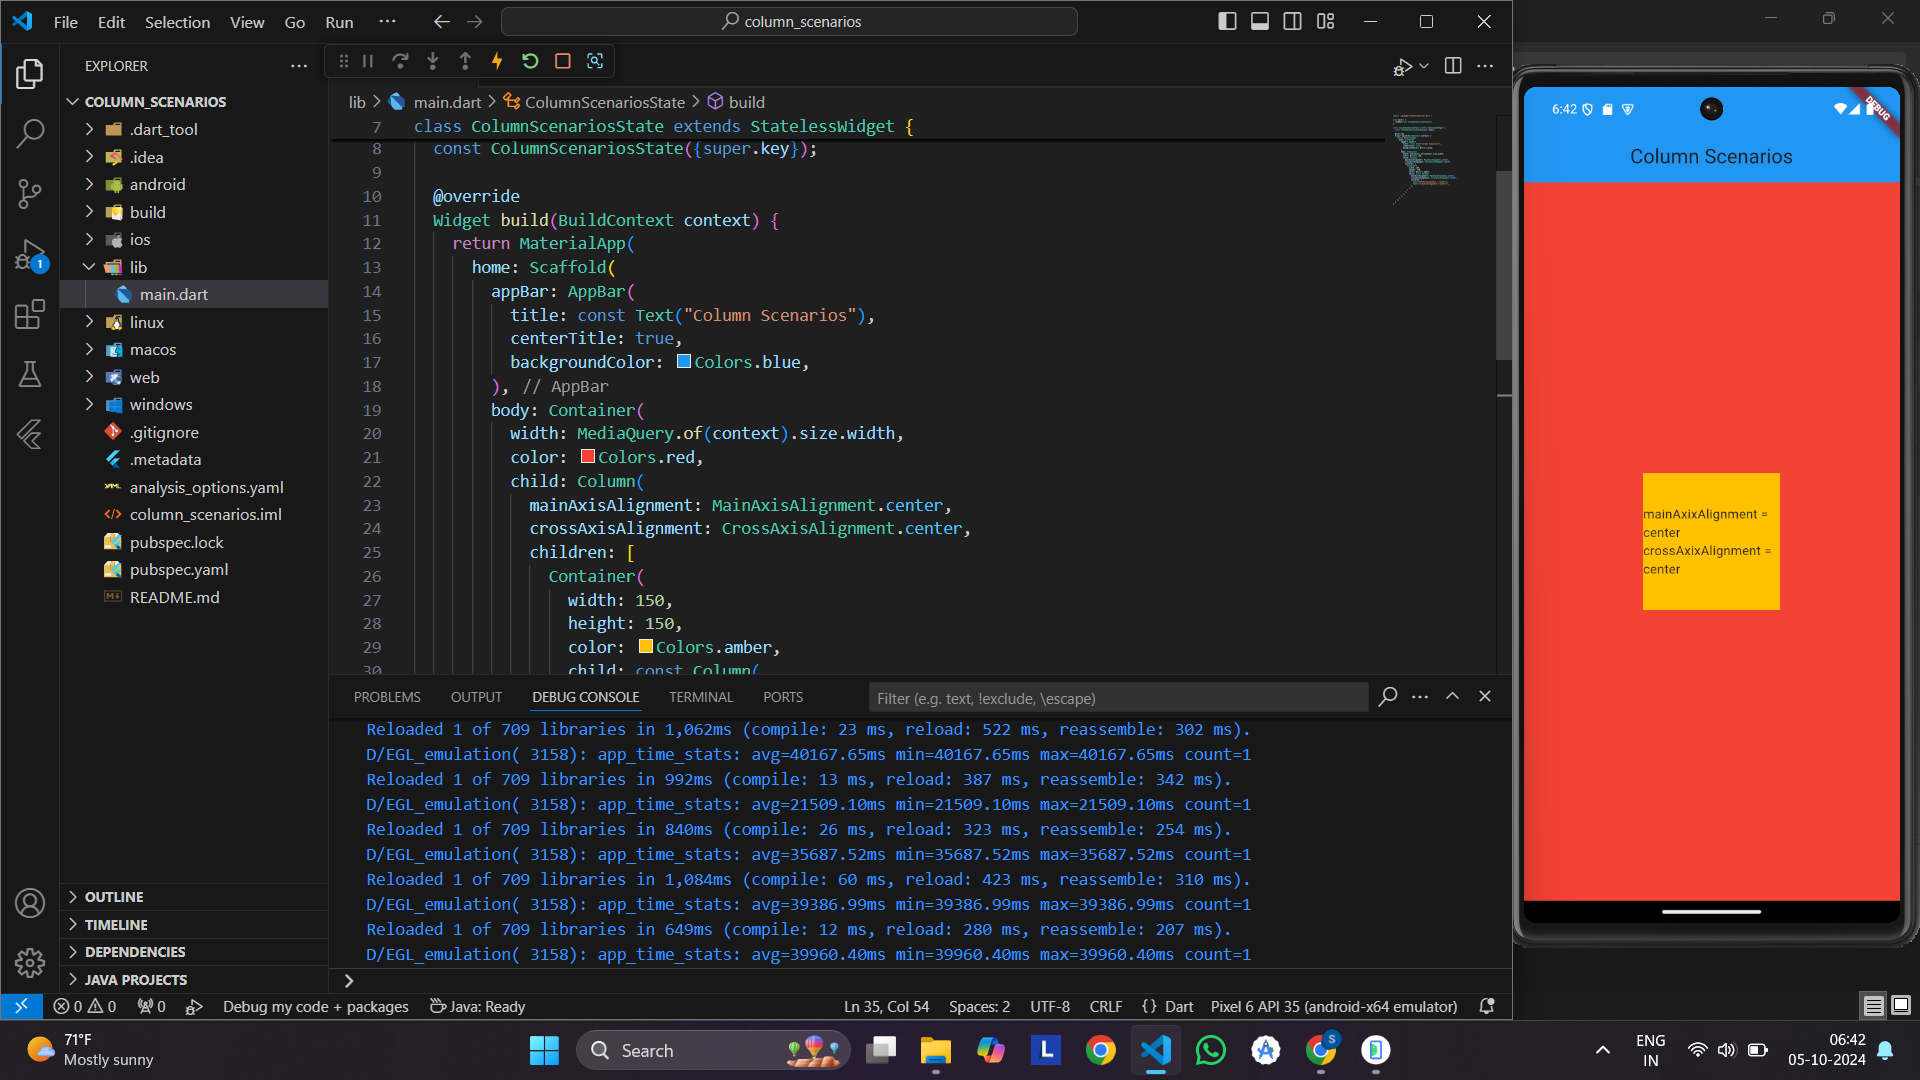 File Edit Selection View Go Run ··· column_scenarios
EXPLORER
COLUMN_SCENARIOS
.dart_tool
.idea
android
build
ios
lib
main.dart
linux
macos
web
windows
.gitignore
.metadata
analysis_options.yaml
column_scenarios.iml
pubspec.lock
pubspec.yaml
README.md
OUTLINE
TIMELINE
DEPENDENCIES
JAVA PROJECTS
lib > main.dart > ColumnScenariosState > build
7 class ColumnScenariosState extends StatelessWidget {
8 const ColumnScenariosState({super.key});
9
10 @override
11 Widget build(BuildContext context) {
12 return MaterialApp(
13 home: Scaffold(
14 appBar: AppBar(
15 title: const Text("Column Scenarios"),
16 centerTitle: true,
17 backgroundColor: Colors.blue,
18 ), // AppBar
19 body: Container(
20 width: MediaQuery.of(context).size.width,
21 color: Colors.red,
22 child: Column(
23 mainAxisAlignment: MainAxisAlignment.center,
24 crossAxisAlignment: CrossAxisAlignment.center,
25 children: [
26 Container(
27 width: 150,
28 height: 150,
29 color: Colors.amber,
30 child: const Column(
PROBLEMS OUTPUT DEBUG CONSOLE TERMINAL PORTS Filter (e.g. text, !exclude, \escape)
Reloaded 1 of 709 libraries in 1,062ms (compile: 23 ms, reload: 522 ms, reassemble: 302 ms).
D/EGL_emulation( 3158): app_time_stats: avg=40167.65ms min=40167.65ms max=40167.65ms count=1
Reloaded 1 of 709 libraries in 992ms (compile: 13 ms, reload: 387 ms, reassemble: 342 ms).
D/EGL_emulation( 3158): app_time_stats: avg=21509.10ms min=21509.10ms max=21509.10ms count=1
Reloaded 1 of 709 libraries in 840ms (compile: 26 ms, reload: 323 ms, reassemble: 254 ms).
D/EGL_emulation( 3158): app_time_stats: avg=35687.52ms min=35687.52ms max=35687.52ms count=1
Reloaded 1 of 709 libraries in 1,084ms (compile: 60 ms, reload: 423 ms, reassemble: 310 ms).
D/EGL_emulation( 3158): app_time_stats: avg=39386.99ms min=39386.99ms max=39386.99ms count=1
Reloaded 1 of 709 libraries in 649ms (compile: 12 ms, reload: 280 ms, reassemble: 207 ms).
D/EGL_emulation( 3158): app_time_stats: avg=39960.40ms min=39960.40ms max=39960.40ms count=1
>
6:42
DEBUG
Column Scenarios
mainAxixAlignment =
center
crossAxixAlignment =
center
1
0 0 0 Debug my code + packages Java: Ready Ln 35, Col 54 Spaces: 2 UTF-8 CRLF {} Dart Pixel 6 API 35 (android-x64 emulator)
71°F
Mostly sunny
Search
L
S
ENG
IN
06:42
05-10-2024